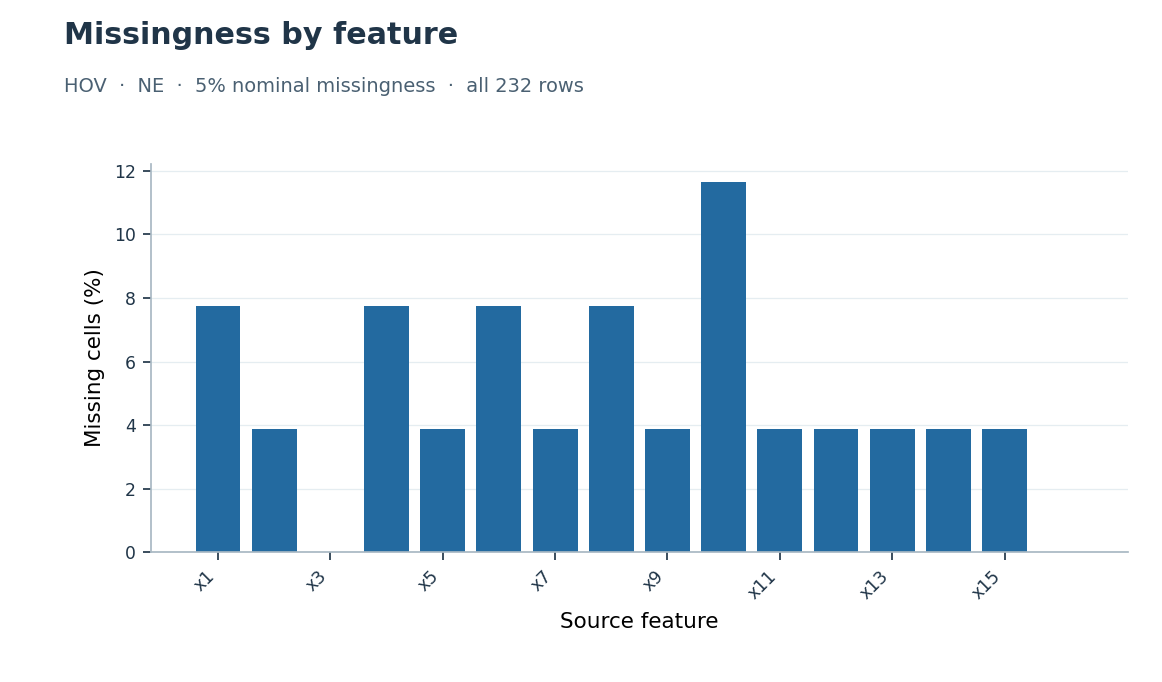 Missingness by feature
HOV · NE · 5% nominal missingness · all 232 rows
12
10
8
6
4
2
0
Missing cells (%)
x1 x3 x5 x7 x9 x11 x13 x15
Source feature